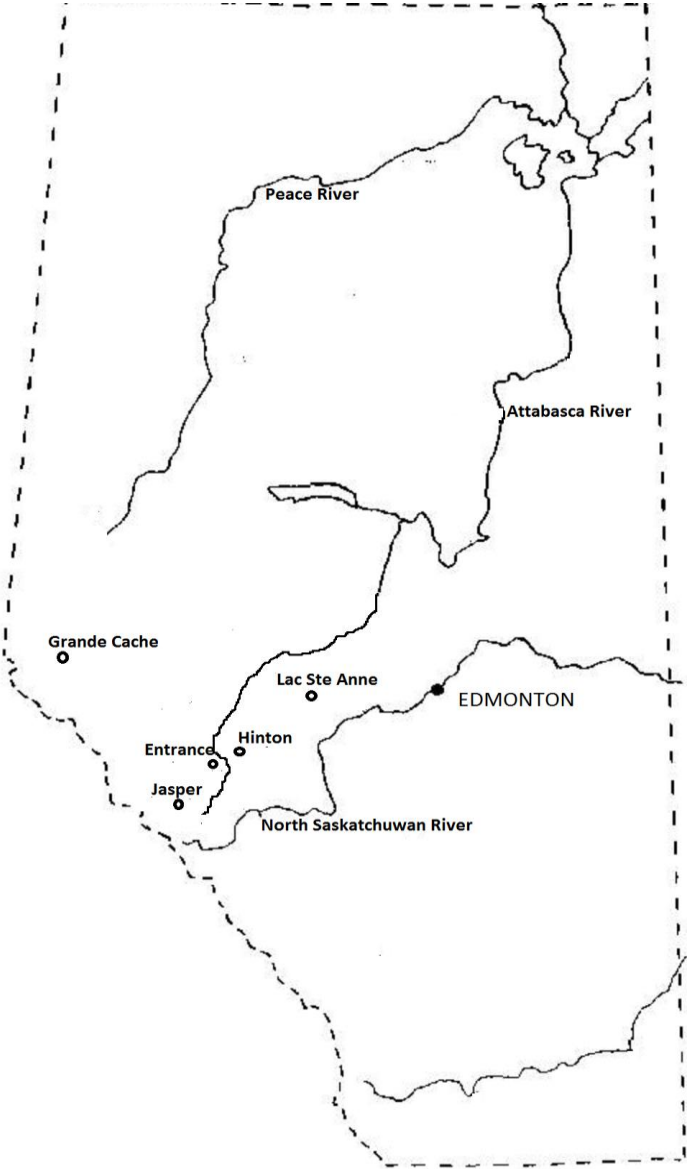 Peace River
Attabasca River
Grande Cache
Lac Ste Anne
EDMONTON
Hinton
Entrance
Jasper
North Saskatchuwan River